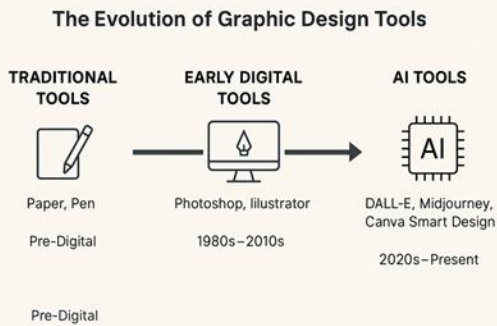 The Evolution of Graphic Design Tools
TRADITIONAL
TOOLS
Paper, Pen
Pre-Digital
Pre-Digital
EARLY DIGITAL
TOOLS
Photoshop, Iilustrator
1980s–2010s
AI TOOLS
AI
DALL-E, Midjourney,
Canva Smart Design
2020s–Present